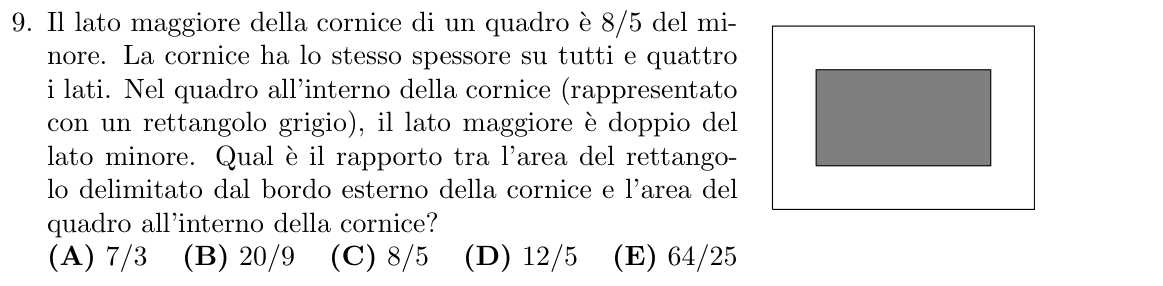 9. Il lato maggiore della cornice di un quadro è 8/5 del mi-
nore. La cornice ha lo stesso spessore su tutti e quattro
i lati. Nel quadro all'interno della cornice (rappresentato
con un rettangolo grigio), il lato maggiore è doppio del
lato minore. Qual è il rapporto tra l'area del rettango-
lo delimitato dal bordo esterno della cornice e l'area del
quadro all'interno della cornice?
(A) 7/3 (B) 20/9 (C) 8/5 (D) 12/5 (E) 64/25